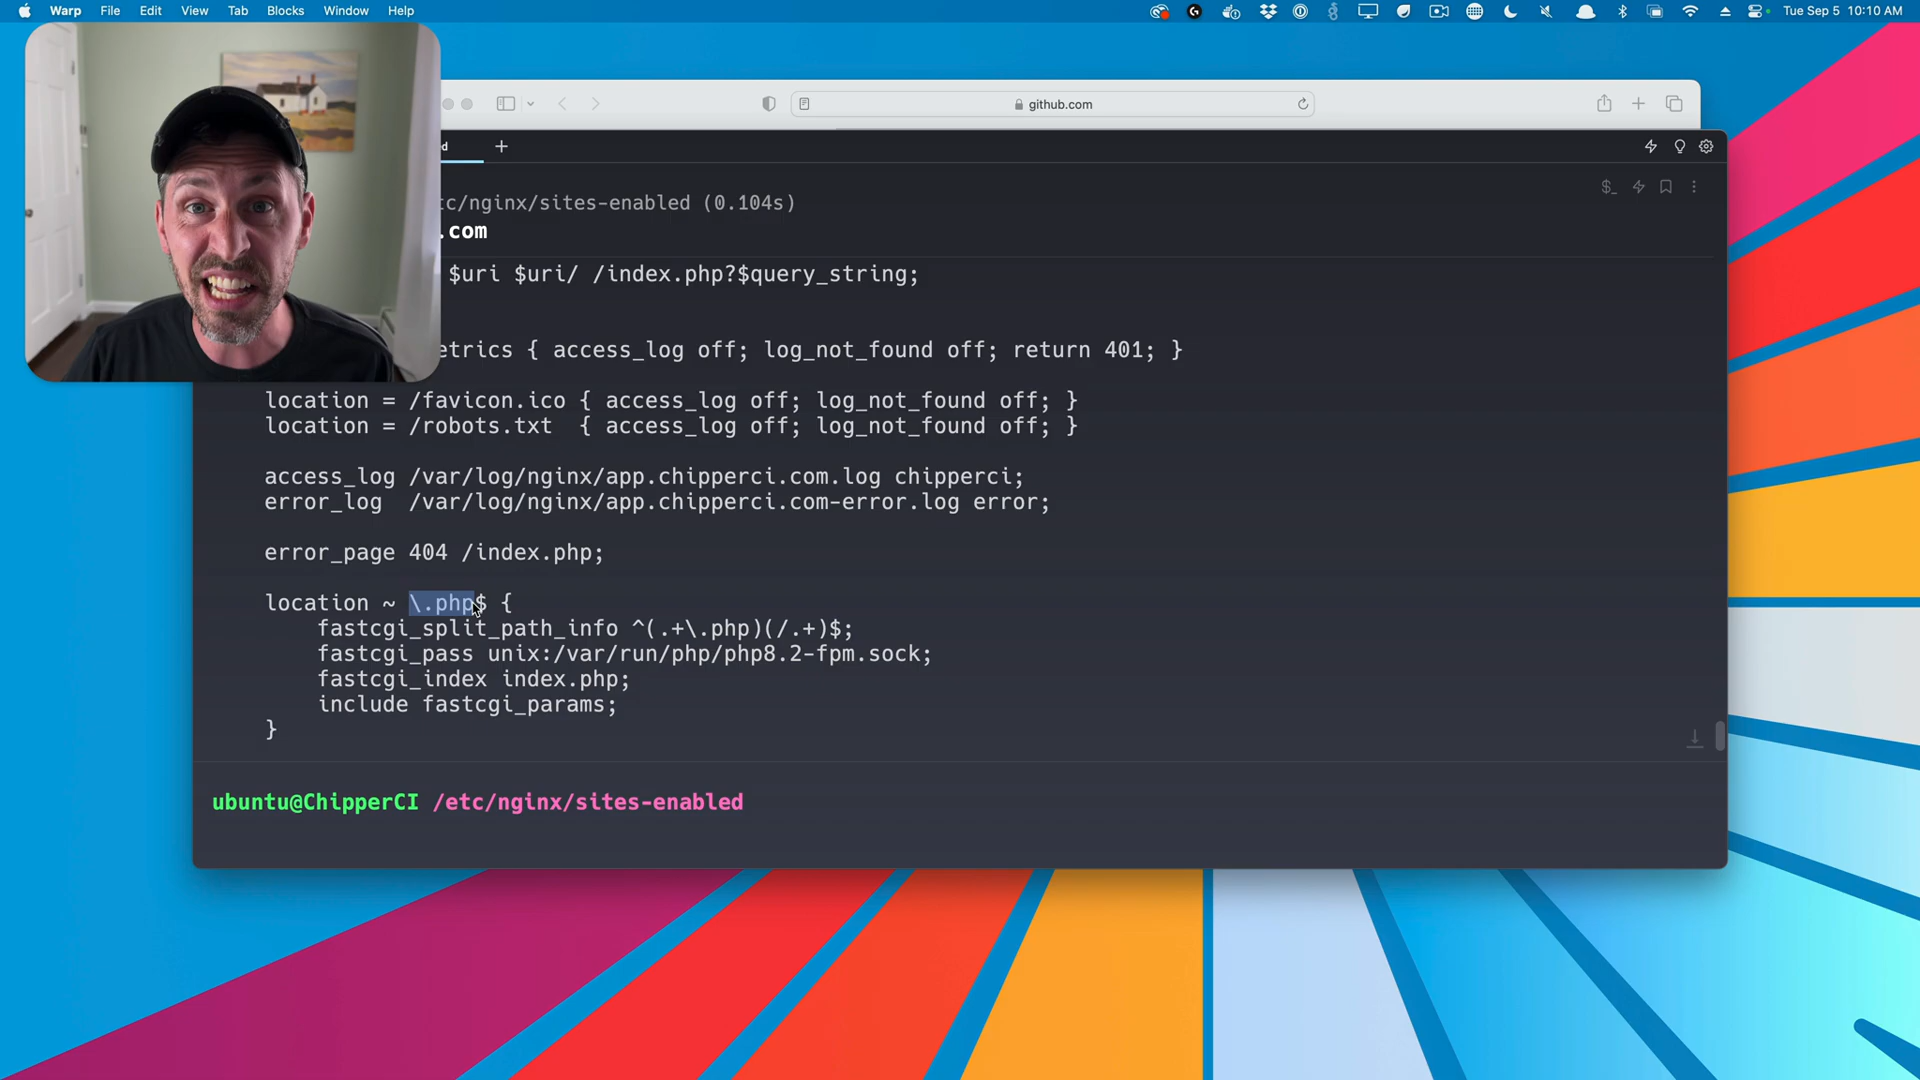 Warp File Edit View Tab Blocks Window Help Tue Sep 5 10:10 AM
github.com
tc/nginx/sites-enabled (0.104s)
.com
$uri $uri/ /index.php?$query_string;
etrics { access_log off; log_not_found off; return 401; }
location = /favicon.ico { access_log off; log_not_found off; }
location = /robots.txt  { access_log off; log_not_found off; }
access_log /var/log/nginx/app.chipperci.com.log chipperci;
error_log  /var/log/nginx/app.chipperci.com-error.log error;
error_page 404 /index.php;
location ~ \.php$ {
fastcgi_split_path_info ^(.+\.php)(/.+)$;
fastcgi_pass unix:/var/run/php/php8.2-fpm.sock;
fastcgi_index index.php;
include fastcgi_params;
}
ubuntu@ChipperCI /etc/nginx/sites-enabled